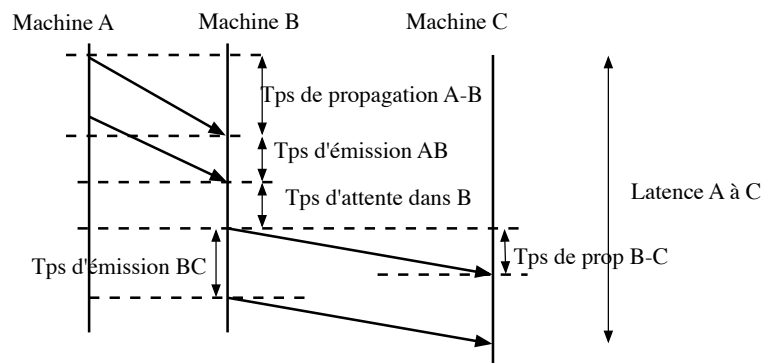 Machine A
Machine B
Machine C
Tps de propagation A-B
Tps d'émission AB
Tps d'attente dans B
Latence A à C
Tps d'émission BC
Tps de prop B-C